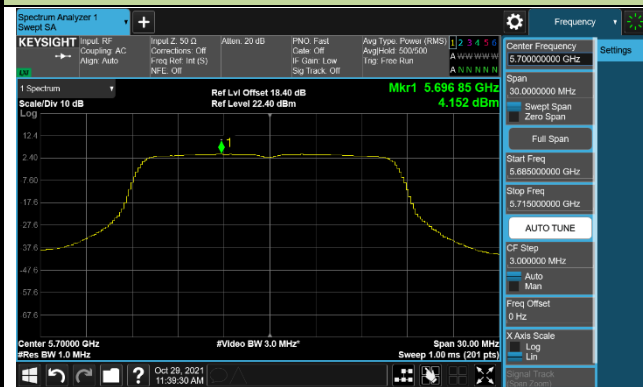 Spectrum Analyzer 1
Swept SA
Frequency
KEYSIGHT
Input: RF
Coupling: AC
Align: Auto
Input Z: 50 Ω
Corrections: Off
Freq Ref: Int (S)
NFE: Off
Atten: 20 dB
PNO: Fast
Gate: Off
IF Gain: Low
Sig Track: Off
Avg Type: Power (RMS)
Avg|Hold: 500/500
Trig: Free Run
1 2 3 4 5 6
A W W W W W
A N N N N N
LXI
1 Spectrum
Scale/Div 10 dB
Log
Ref Lvl Offset 18.40 dB
Ref Level 22.40 dBm
Mkr1 5.696 85 GHz
4.152 dBm
1
12.4
2.40
-7.60
-17.6
-27.6
-37.6
-47.6
-57.6
-67.6
Center 5.70000 GHz
#Res BW 1.0 MHz
#Video BW 3.0 MHz*
Span 30.00 MHz
Sweep 1.00 ms (201 pts)
Oct 29, 2021
11:39:30 AM
Center Frequency
5.700000000 GHz
Settings
Span
30.0000000 MHz
Swept Span
Zero Span
Full Span
Start Freq
5.685000000 GHz
Stop Freq
5.715000000 GHz
AUTO TUNE
CF Step
3.000000 MHz
Auto
Man
Freq Offset
0 Hz
X Axis Scale
Log
Lin
Signal Track
(Span Zoom)